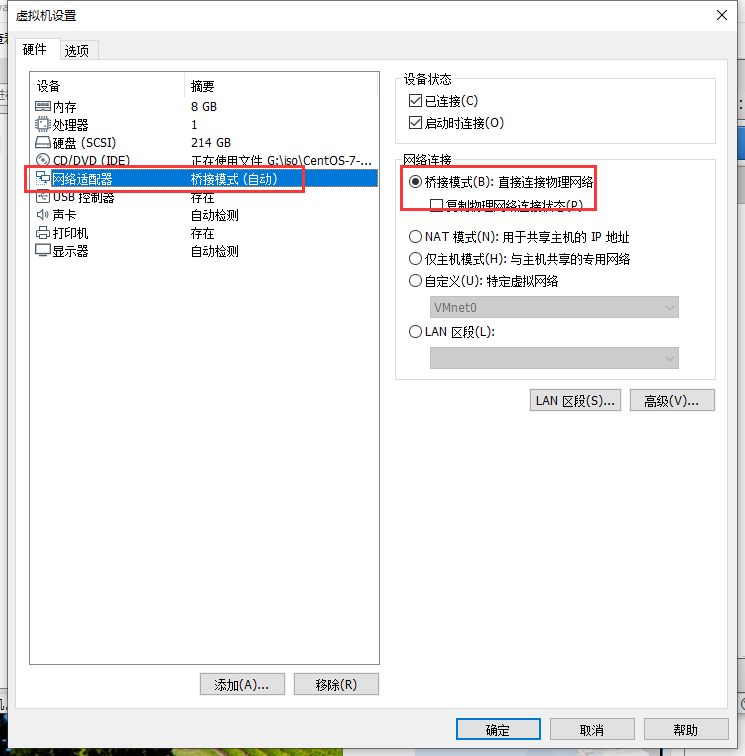 虚拟机设置
硬件 选项
设备 摘要
内存 8 GB
处理器 1
硬盘 (SCSI) 214 GB
CD/DVD (IDE) 正在使用文件 G:\iso\CentOS-7-...
网络适配器 桥接模式 (自动)
USB 控制器 存在
声卡 自动检测
打印机 存在
显示器 自动检测
添加(A)... 移除(R)
设备状态
已连接(C)
启动时连接(O)
网络连接
桥接模式(B): 直接连接物理网络
复制物理网络连接状态(P)
NAT 模式(N): 用于共享主机的 IP 地址
仅主机模式(H): 与主机共享的专用网络
自定义(U): 特定虚拟网络
VMnet0
LAN 区段(L):
LAN 区段(S)... 高级(V)...
确定 取消 帮助